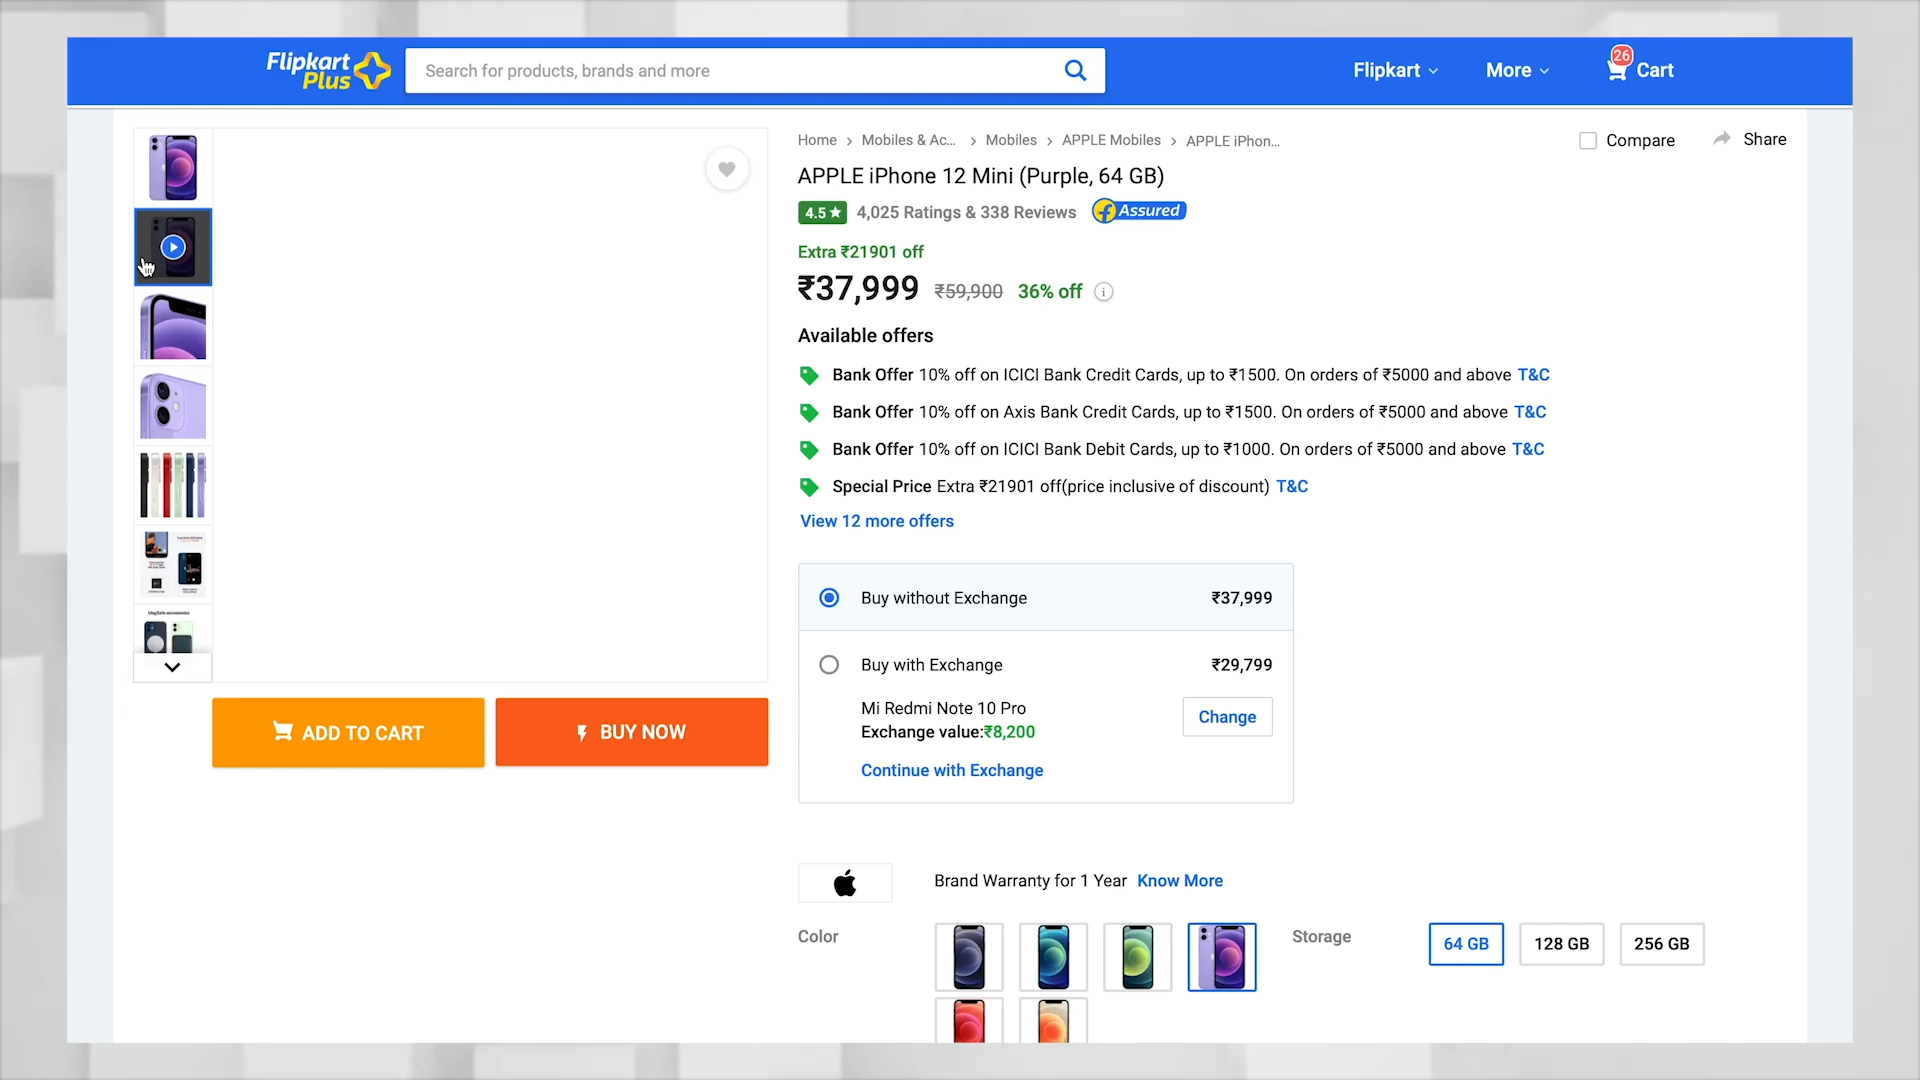 Flipkart
Plus
Search for products, brands and more
Flipkart
More
26
Cart
Home
Mobiles & Ac...
Mobiles
APPLE Mobiles
APPLE iPhon...
Compare
Share
APPLE iPhone 12 Mini (Purple, 64 GB)
4.5★ 4,025 Ratings & 338 Reviews
Assured
Extra ₹21901 off
₹37,999 ₹59,900 36% off
Available offers
Bank Offer 10% off on ICICI Bank Credit Cards, up to ₹1500. On orders of ₹5000 and above T&C
Bank Offer 10% off on Axis Bank Credit Cards, up to ₹1500. On orders of ₹5000 and above T&C
Bank Offer 10% off on ICICI Bank Debit Cards, up to ₹1000. On orders of ₹5000 and above T&C
Special Price Extra ₹21901 off(price inclusive of discount) T&C
View 12 more offers
Buy without Exchange ₹37,999
Buy with Exchange ₹29,799
Mi Redmi Note 10 Pro
Exchange value:₹8,200
Change
Continue with Exchange
MagSafe accessories
ADD TO CART
BUY NOW
Brand Warranty for 1 Year Know More
Color
Storage
64 GB
128 GB
256 GB